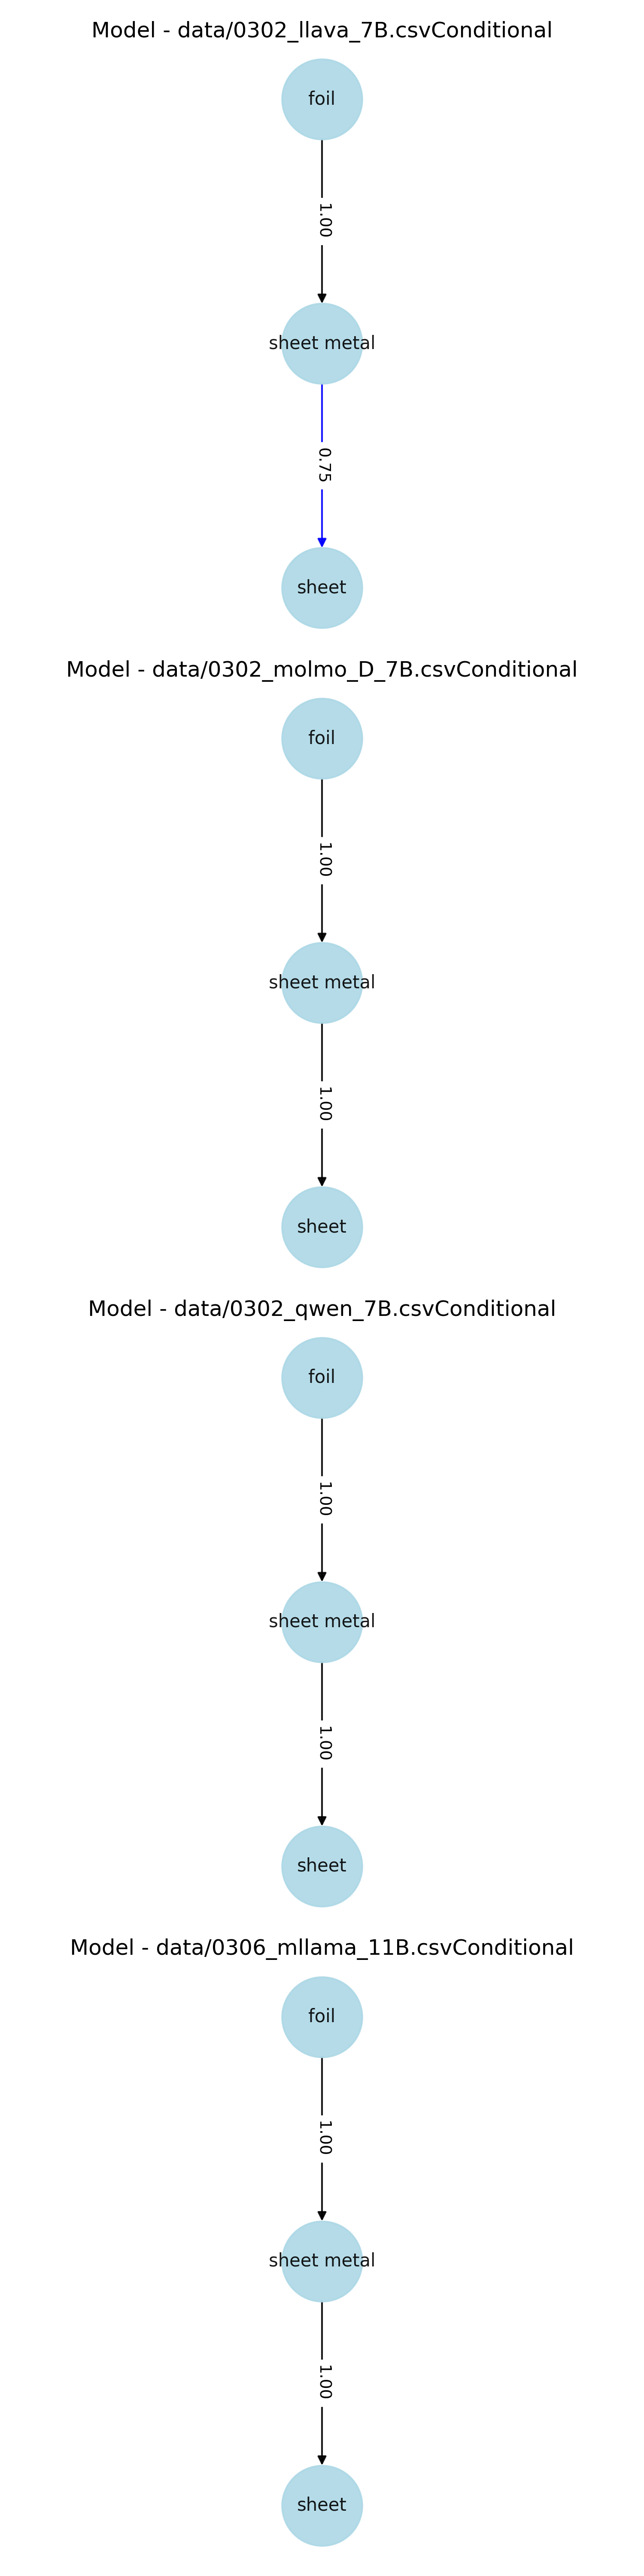 Model - data/0302_llava_7B.csvConditional
foil
1.00
sheet metal
0.75
sheet
Model - data/0302_molmo_D_7B.csvConditional
foil
1.00
sheet metal
1.00
sheet
Model - data/0302_qwen_7B.csvConditional
foil
1.00
sheet metal
1.00
sheet
Model - data/0306_mllama_11B.csvConditional
foil
1.00
sheet metal
1.00
sheet